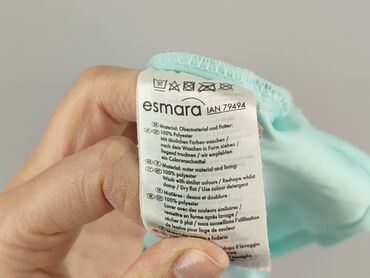 30
esmara IAN 79494
Material: Obermaterial und Futter:
100% Polyester
Mit ähnlichen Farben waschen /
nach dem Waschen in Form ziehen /
liegend trocknen / wir empfehlen
ein Colorwaschmittel
Material: outer material and lining:
100% polyester
Wash with similar colours / Reshape whilst
damp / Dry flat / Use colour detergent
Matières: dessus et doublure:
100% polyester
Laver avec des couleurs similaires /
remettre en forme après lavage /
sécher à plat / nous conseillons l'utilisation
de lessive pour linge de couleur